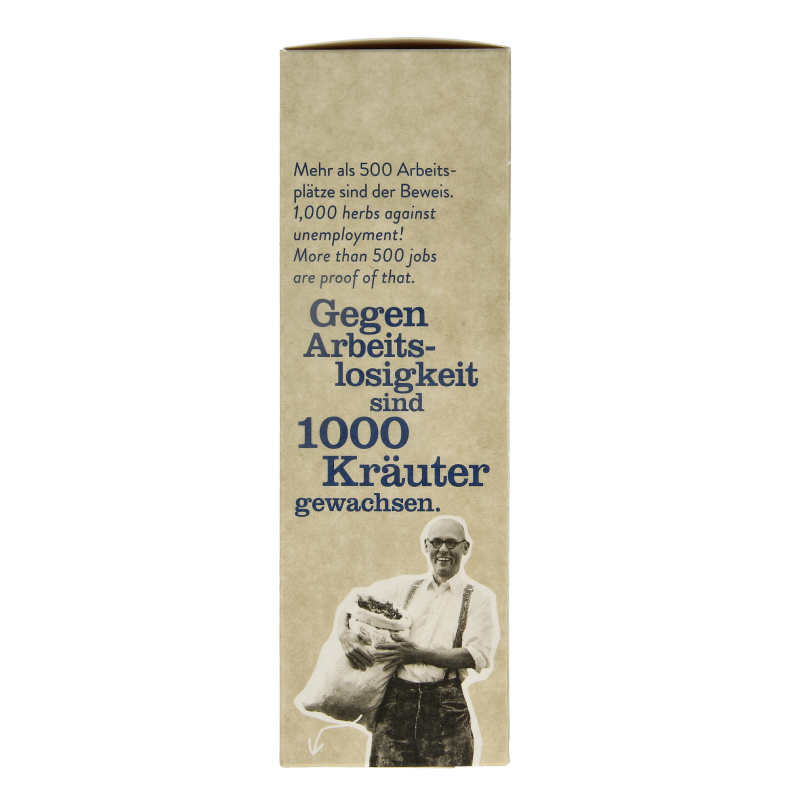 Mehr als 500 Arbeits-
plätze sind der Beweis.
1,000 herbs against
unemployment!
More than 500 jobs
are proof of that.
Gegen
Arbeits-
losigkeit
sind
1000
Kräuter
gewachsen.